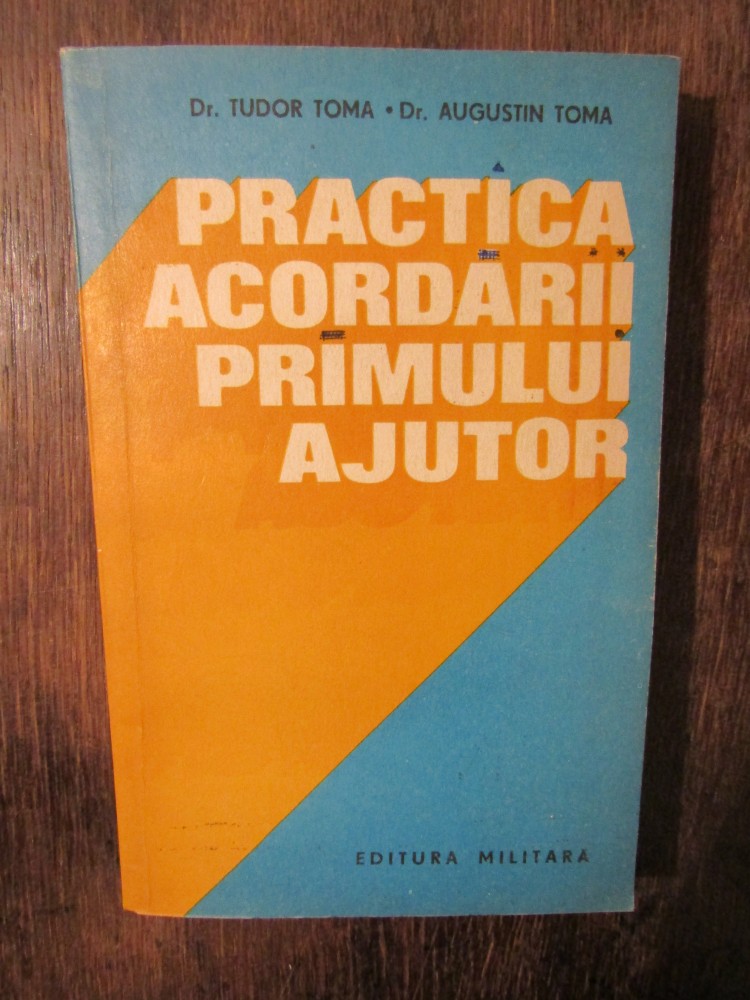 Dr. TUDOR TOMA • Dr. AUGUSTIN TOMA
PRACTICA
ACORDĂRII
PRIMULUI
AJUTOR
EDITURA MILITARĂ